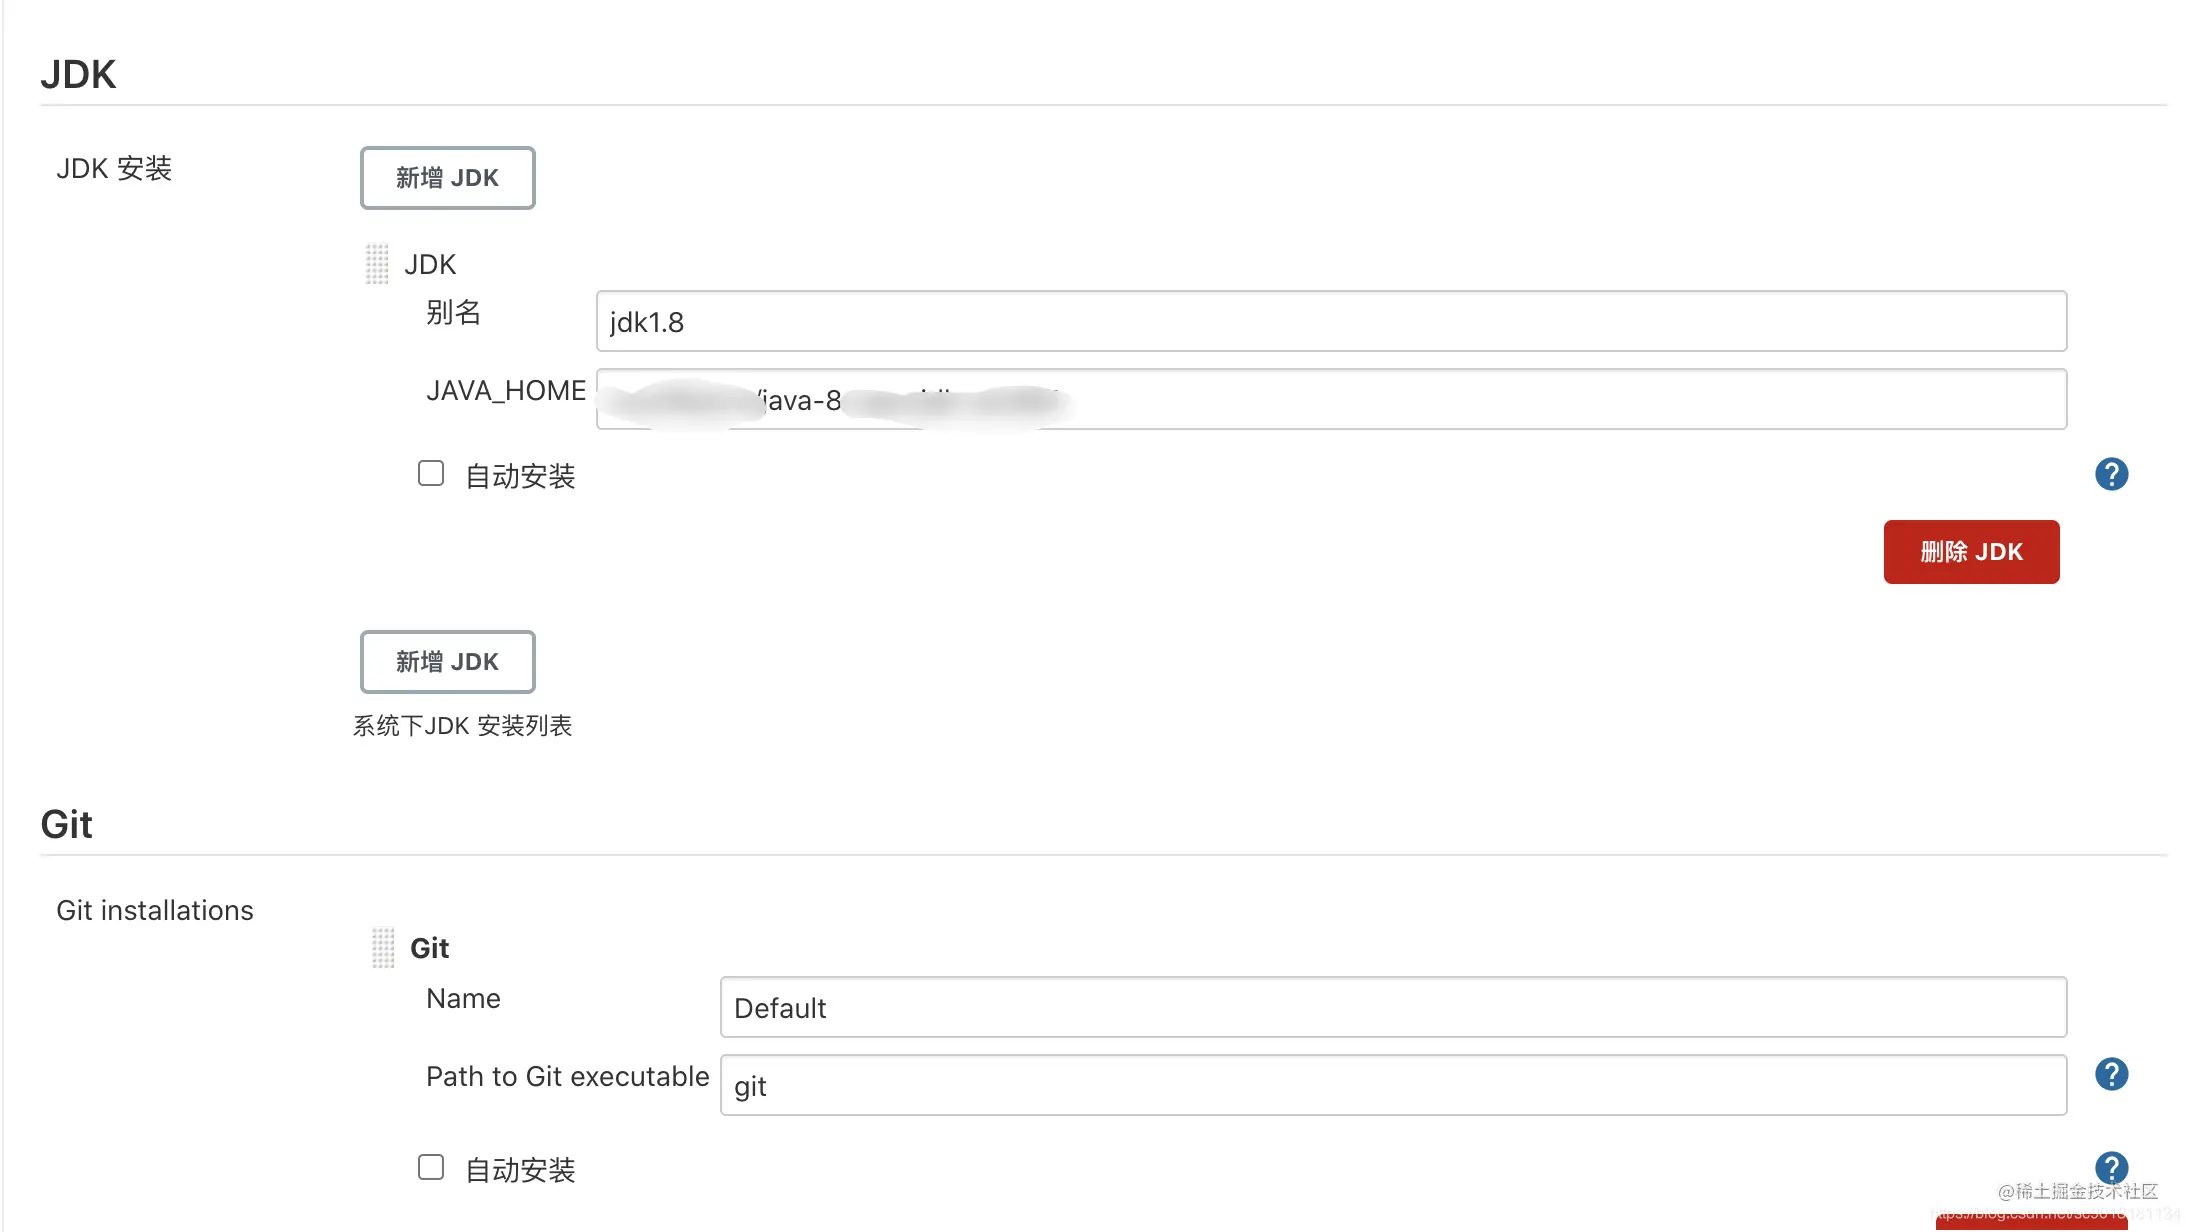 JDK
JDK 安装
新增 JDK
JDK
别名
jdk1.8
JAVA_HOME
/java-8
自动安装
?
删除 JDK
新增 JDK
系统下JDK 安装列表
Git
Git installations
Git
Name
Default
Path to Git executable
git
?
自动安装
?
@稀土掘金技术社区